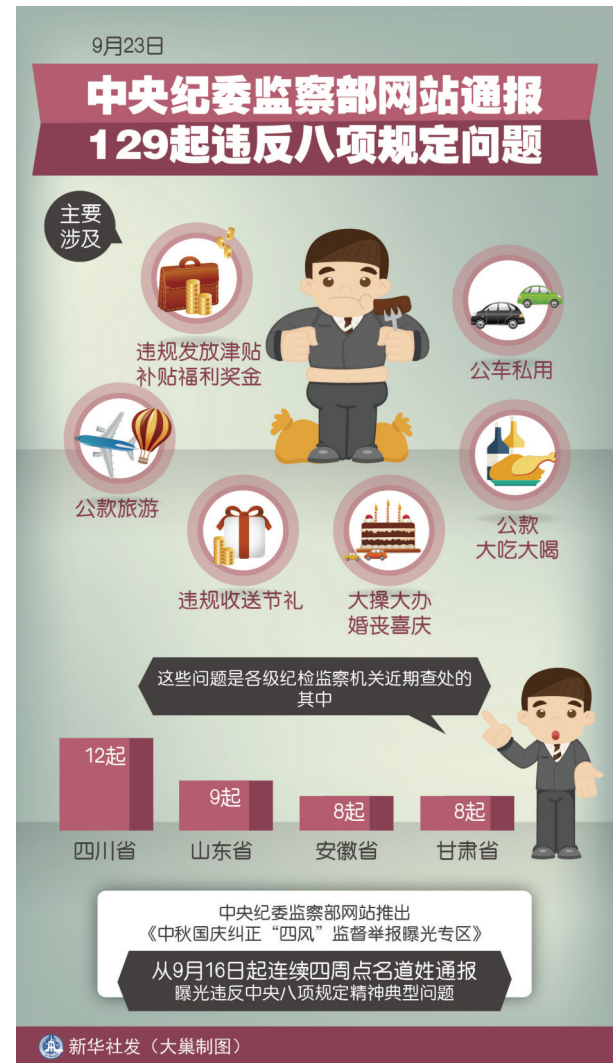 9月23日
中央纪委监察部网站通报
129起违反八项规定问题
主要
涉及
违规发放津贴
补贴福利奖金
公车私用
公款旅游
公款
大吃大喝
违规收送节礼
大操大办
婚丧喜庆
这些问题是各级纪检监察机关近期查处的
其中
12起
9起
8起
8起
四川省
山东省
安徽省
甘肃省
中央纪委监察部网站推出
《中秋国庆纠正“四风”监督举报曝光专区》
从9月16日起连续四周点名道姓通报
曝光违反中央八项规定精神典型问题
新华社发（大巢制图）